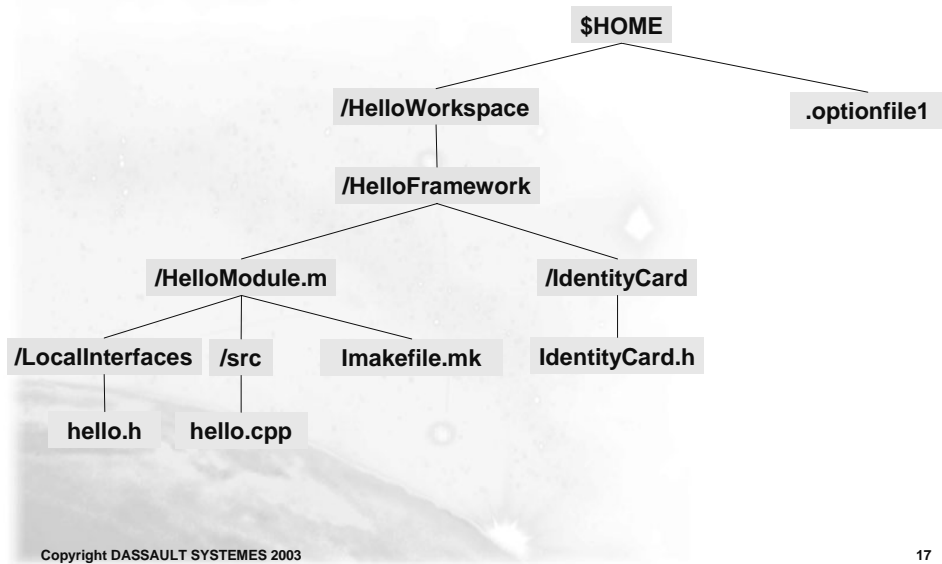 $HOME
/HelloWorkspace .optionfile1
/HelloFramework
/HelloModule.m /IdentityCard
/LocalInterfaces /src Imakefile.mk IdentityCard.h
hello.h hello.cpp
Copyright DASSAULT SYSTEMES 2003 17